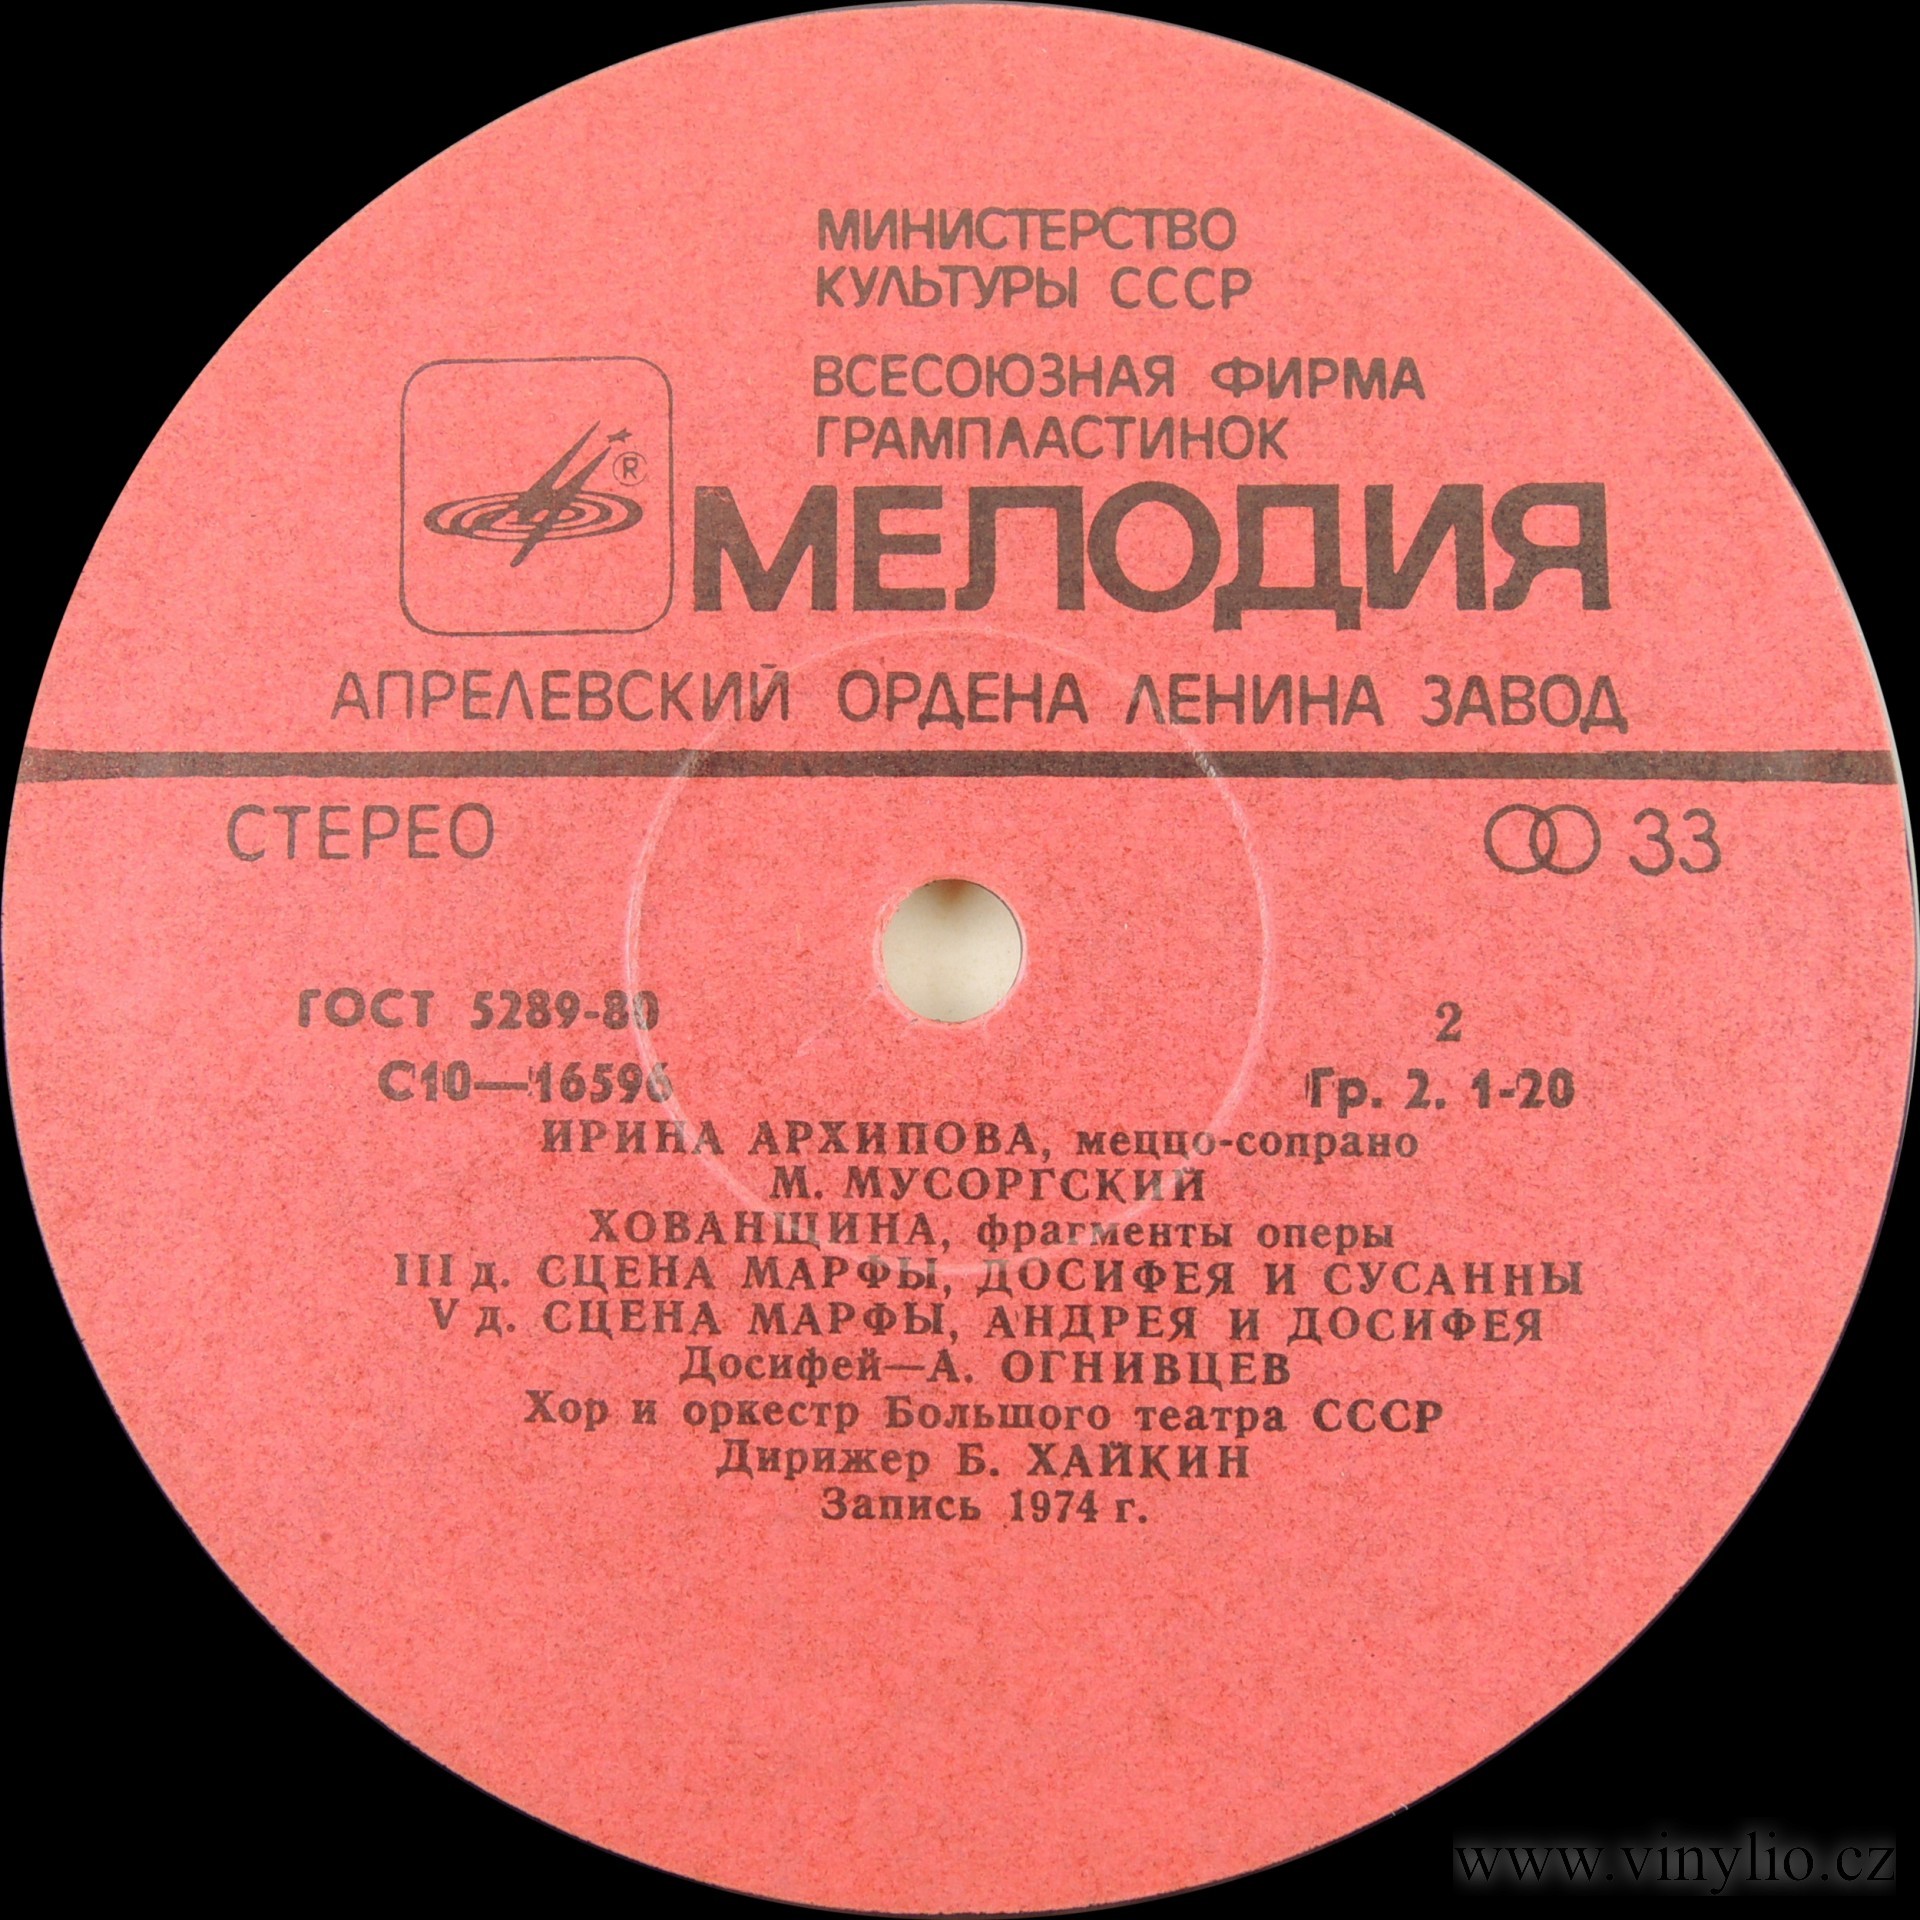 МИНИСТЕРСТВО
КУЛЬТУРЫ СССР
ВСЕСОЮЗНАЯ ФИРМА
ГРАМПЛАСТИНОК
®
МЕЛОДИЯ
АПРЕЛЕВСКИЙ ОРДЕНА ЛЕНИНА ЗАВОД
СТЕРЕО 33
ГОСТ 5289-80 2
С10—16596 Гр. 2. 1-20
ИРИНА АРХИПОВА, меццо-сопрано
М. МУСОРГСКИЙ
ХОВАНЩИНА, фрагменты оперы
III д. СЦЕНА МАРФЫ, ДОСИФЕЯ И СУСАННЫ
V д. СЦЕНА МАРФЫ, АНДРЕЯ И ДОСИФЕЯ
Досифей—А. ОГНИВЦЕВ
Хор и оркестр Большого театра СССР
Дирижер Б. ХАЙКИН
Запись 1974 г.
www.vinylio.cz